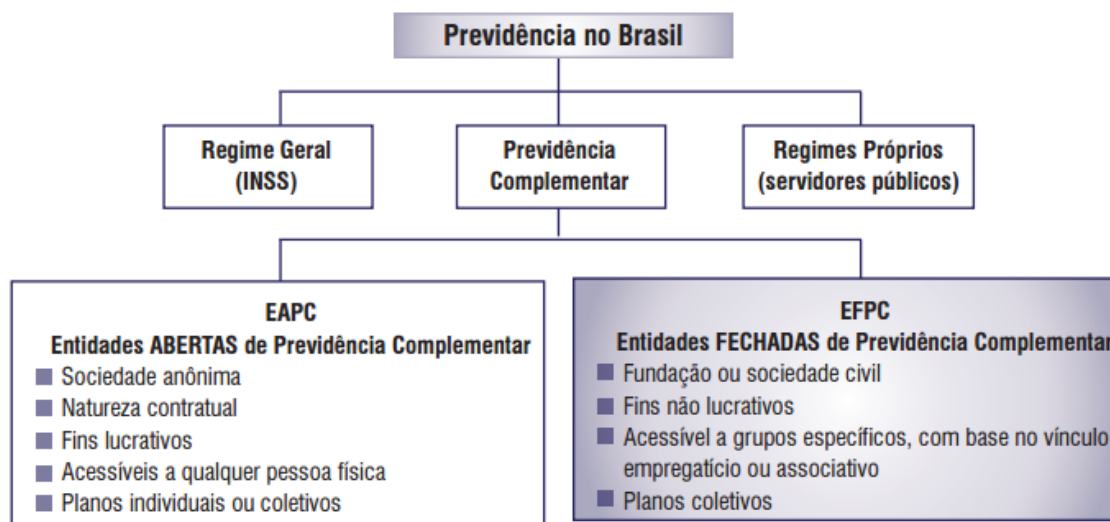 Previdência no Brasil
Regime Geral
(INSS)
Previdência
Complementar
Regimes Próprios
(servidores públicos)
EAPC
Entidades ABERTAS de Previdência Complementar
Sociedade anônima
Natureza contratual
Fins lucrativos
Acessíveis a qualquer pessoa física
Planos individuais ou coletivos
EFPC
Entidades FECHADAS de Previdência Complementar
Fundação ou sociedade civil
Fins não lucrativos
Acessível a grupos específicos, com base no vínculo
empregatício ou associativo
Planos coletivos